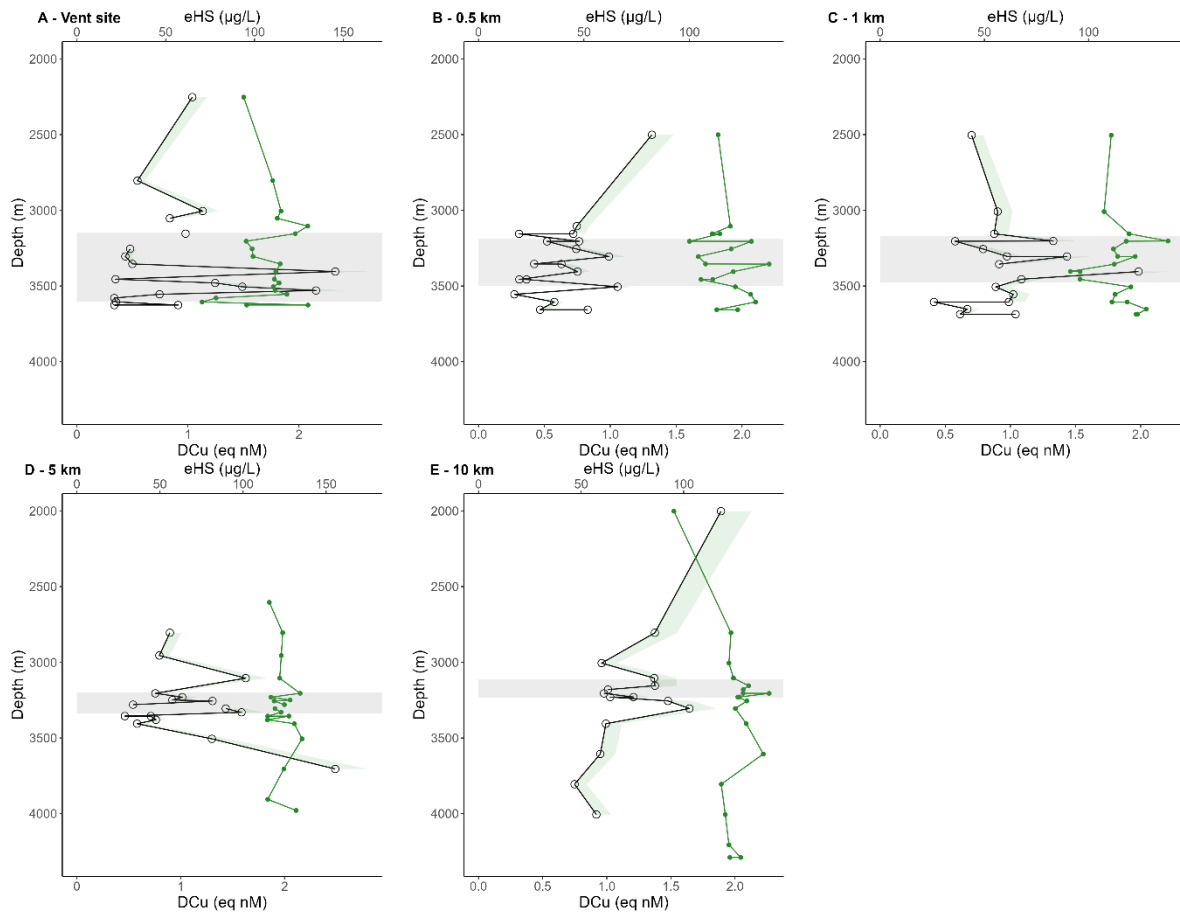 A - Vent site
eHS (µg/L)
0 50 100 150
Depth (m)
2000
2500
3000
3500
4000
0 1 2
DCu (eq nM)
B - 0.5 km
eHS (µg/L)
0 50 100
Depth (m)
2000
2500
3000
3500
4000
0.0 0.5 1.0 1.5 2.0
DCu (eq nM)
C - 1 km
eHS (µg/L)
0 50 100
Depth (m)
2000
2500
3000
3500
4000
0.0 0.5 1.0 1.5 2.0
DCu (eq nM)
D - 5 km
eHS (µg/L)
0 50 100 150
Depth (m)
2000
2500
3000
3500
4000
0 1 2
DCu (eq nM)
E - 10 km
eHS (µg/L)
0 50 100
Depth (m)
2000
2500
3000
3500
4000
0.0 0.5 1.0 1.5 2.0
DCu (eq nM)